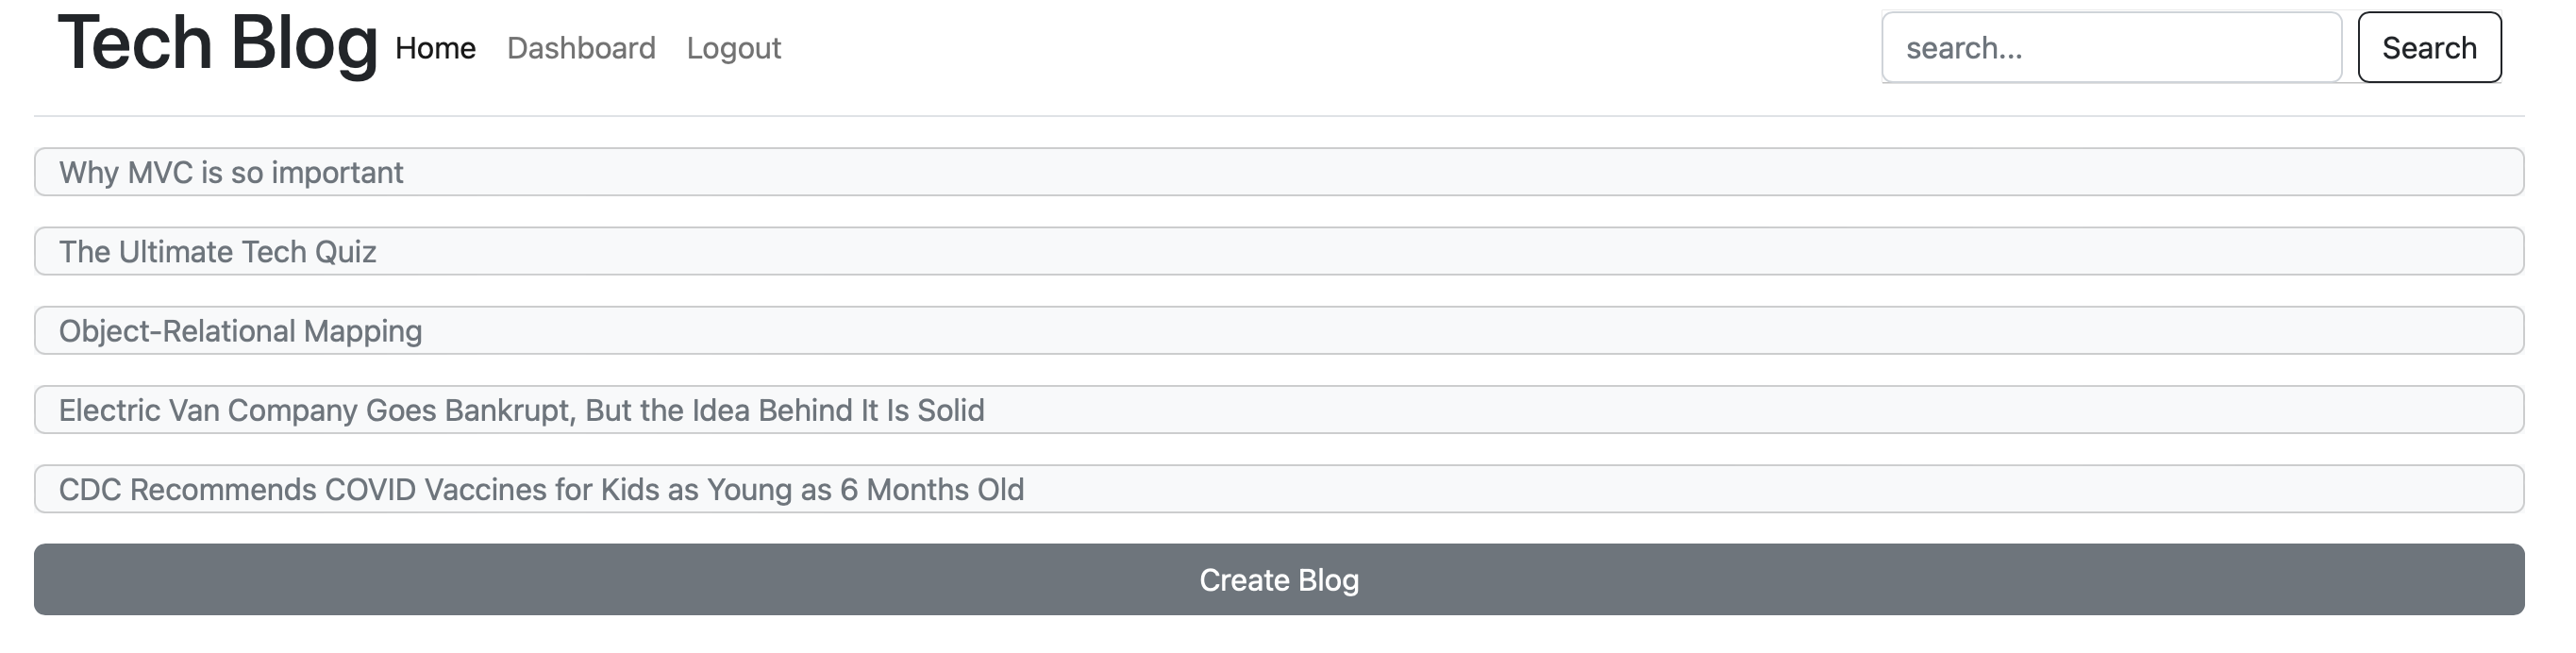 Tech Blog Home Dashboard Logout search... Search
Why MVC is so important
The Ultimate Tech Quiz
Object-Relational Mapping
Electric Van Company Goes Bankrupt, But the Idea Behind It Is Solid
CDC Recommends COVID Vaccines for Kids as Young as 6 Months Old
Create Blog